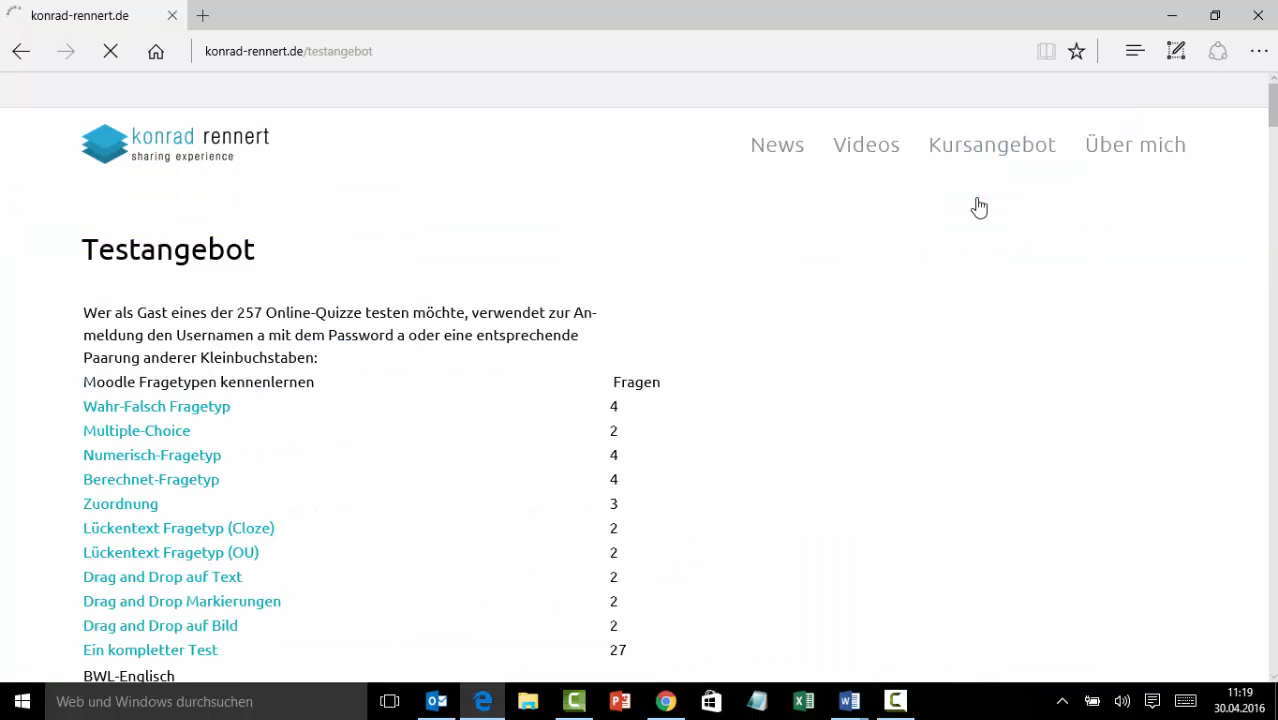 konrad-rennert.de
konrad-rennert.de/testangebot
konrad rennert
sharing experience
News Videos Kursangebot Über mich
Testangebot
Wer als Gast eines der 257 Online-Quizze testen möchte, verwendet zur An-
meldung den Usernamen a mit dem Password a oder eine entsprechende
Paarung anderer Kleinbuchstaben:
Moodle Fragetypen kennenlernen Fragen
Wahr-Falsch Fragetyp 4
Multiple-Choice 2
Numerisch-Fragetyp 4
Berechnet-Fragetyp 4
Zuordnung 3
Lückentext Fragetyp (Cloze) 2
Lückentext Fragetyp (OU) 2
Drag and Drop auf Text 2
Drag and Drop Markierungen 2
Drag and Drop auf Bild 2
Ein kompletter Test 27
BWL-Englisch
Web und Windows durchsuchen
11:19
30.04.2016